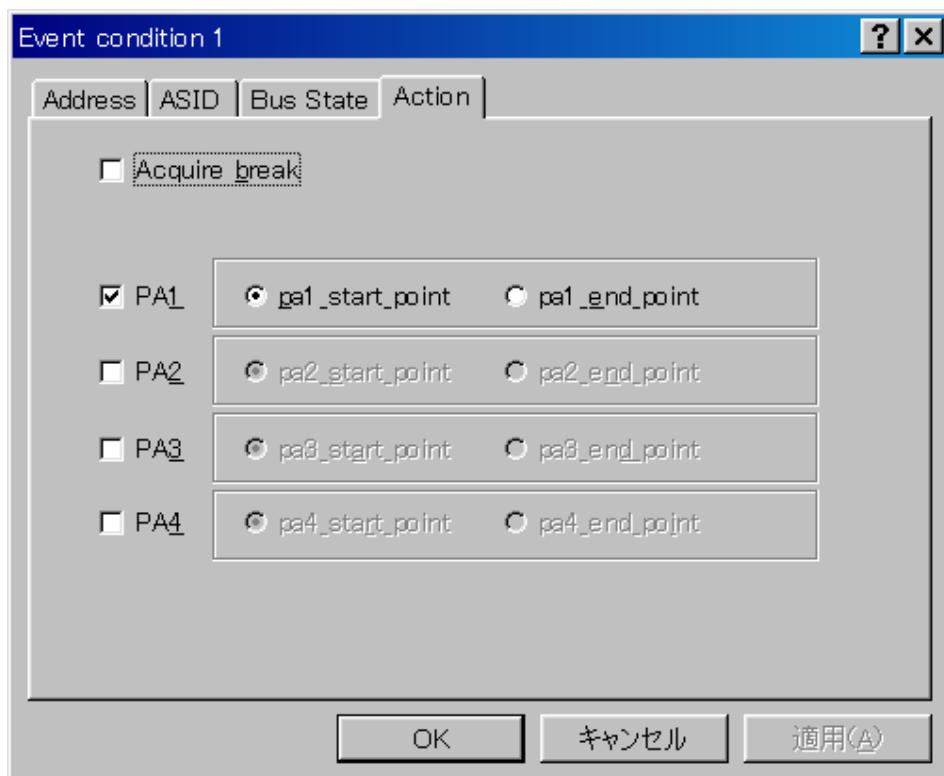 Event condition 1
Address ASID Bus State Action
Acquire break
PA1 pa1_start_point pa1_end_point
PA2 pa2_start_point pa2_end_point
PA3 pa3_start_point pa3_end_point
PA4 pa4_start_point pa4_end_point
OK キャンセル 適用(A)